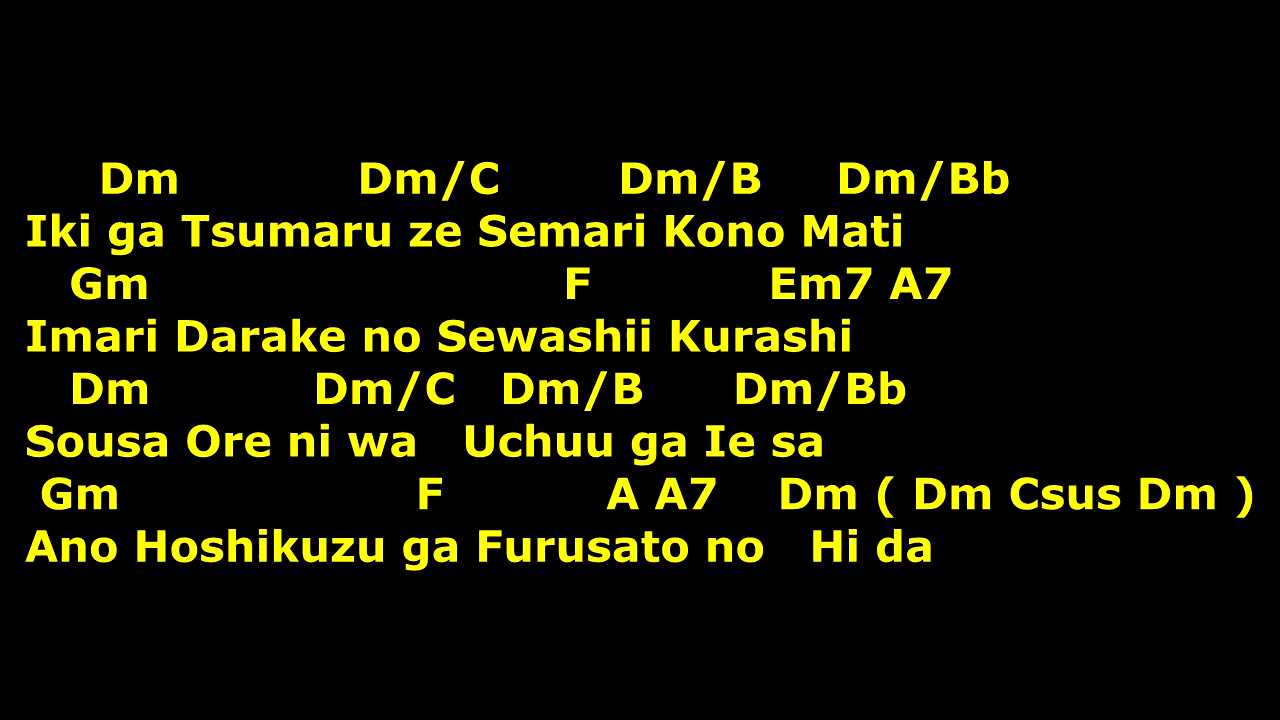 Dm Dm/C Dm/B Dm/Bb
Iki ga Tsumaru ze Semari Kono Mati
Gm F Em7 A7
Imari Darake no Sewashii Kurashi
Dm Dm/C Dm/B Dm/Bb
Sousa Ore ni wa Uchuu ga Ie sa
Gm F A A7 Dm ( Dm Csus Dm )
Ano Hoshikuzu ga Furusato no Hi da